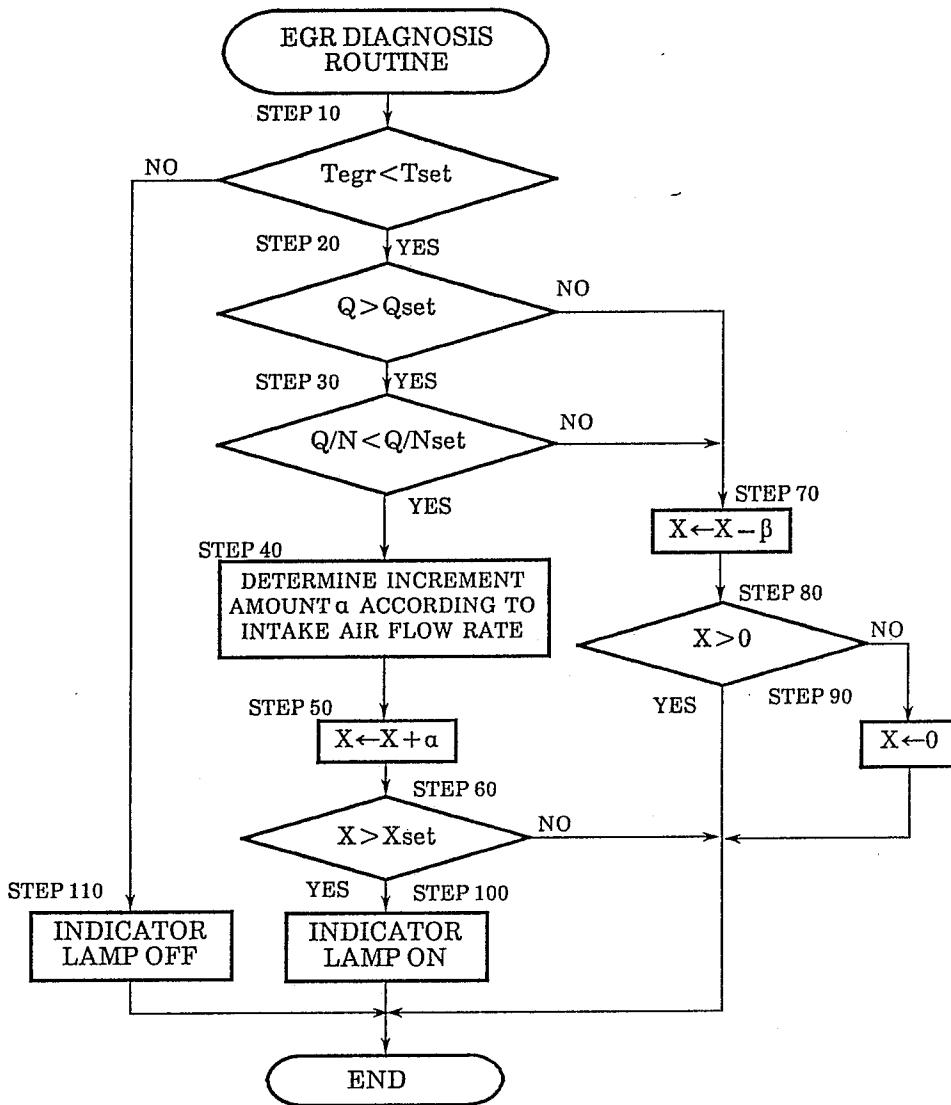 EGR DIAGNOSIS
ROUTINE
STEP 10
NO
Tegr<Tset
STEP 20
YES
Q>Qset
NO
STEP 30
YES
Q/N<Q/Nset
NO
YES
STEP 70
X←X−β
STEP 40
DETERMINE INCREMENT
AMOUNT α ACCORDING TO
INTAKE AIR FLOW RATE
STEP 80
X>0
NO
YES
STEP 90
X←0
STEP 50
X←X+α
STEP 60
X>Xset
NO
YES
STEP 100
INDICATOR
LAMP ON
STEP 110
INDICATOR
LAMP OFF
END